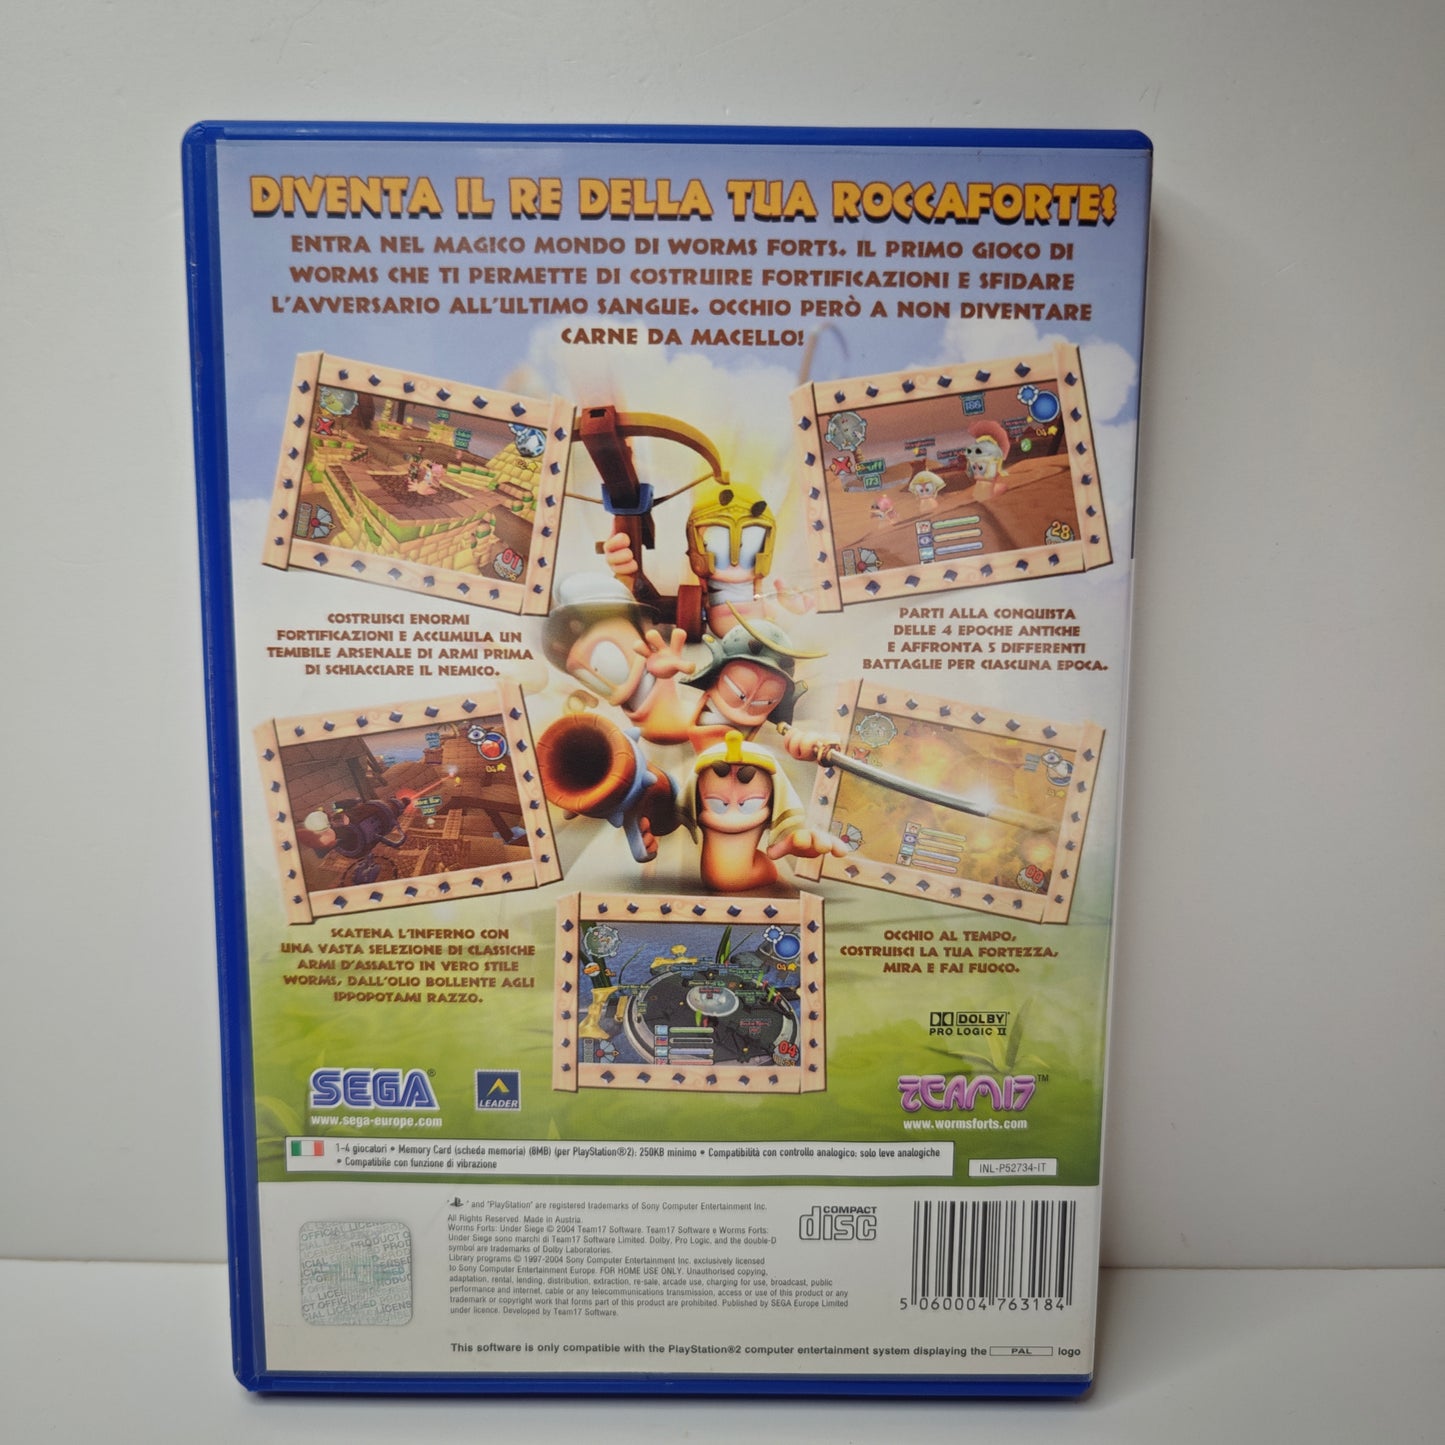 DIVENTA IL RE DELLA TUA ROCCAFORTE!
ENTRA NEL MAGICO MONDO DI WORMS FORTS. IL PRIMO GIOCO DI
WORMS CHE TI PERMETTE DI COSTRUIRE FORTIFICAZIONI E SFIDARE
L'AVVERSARIO ALL'ULTIMO SANGUE. OCCHIO PERÒ A NON DIVENTARE
CARNE DA MACELLO!
COSTRUISCI ENORMI
FORTIFICAZIONI E ACCUMULA UN
TEMIBILE ARSENALE DI ARMI PRIMA
DI SCHIACCIARE IL NEMICO.
PARTI ALLA CONQUISTA
DELLE 4 EPOCHE ANTICHE
E AFFRONTA 5 DIFFERENTI
BATTAGLIE PER CIASCUNA EPOCA.
SCATENA L'INFERNO CON
UNA VASTA SELEZIONE DI CLASSICHE
ARMI D'ASSALTO IN VERO STILE
WORMS, DALL'OLIO BOLLENTE AGLI
IPPOPOTAMI RAZZO.
OCCHIO AL TEMPO,
COSTRUISCI LA TUA FORTEZZA,
MIRA E FAI FUOCO.
DOLBY
PRO LOGIC II
SEGA®
www.sega-europe.com
LEADER
TEAM17™
www.wormsforts.com
1-4 giocatori • Memory Card (scheda memoria) (8MB) (per PlayStation®2): 250KB minimo • Compatibilità con controllo analogico: solo leve analogiche
• Compatibile con funzione di vibrazione
INL-P52734-IT
" " and "PlayStation" are registered trademarks of Sony Computer Entertainment Inc.
All Rights Reserved. Made in Austria.
Worms Forts: Under Siege © 2004 Team17 Software. Team17 Software e Worms Forts:
Under Siege sono marchi di Team17 Software Limited. Dolby, Pro Logic, and the double-D
symbol are trademarks of Dolby Laboratories.
Library programs © 1997-2004 Sony Computer Entertainment Inc. exclusively licensed
to Sony Computer Entertainment Europe. FOR HOME USE ONLY. Unauthorised copying,
adaptation, rental, lending, distribution, extraction, re-sale, arcade use, charging for use, broadcast, public
performance and internet, cable or any telecommunications transmission, access or use of this product or any
trademark or copyright work that forms part of this product are prohibited. Published by SEGA Europe Limited
under licence. Developed by Team17 Software.
COMPACT
disc
5 060004 763184
This software is only compatible with the PlayStation®2 computer entertainment system displaying the PAL logo